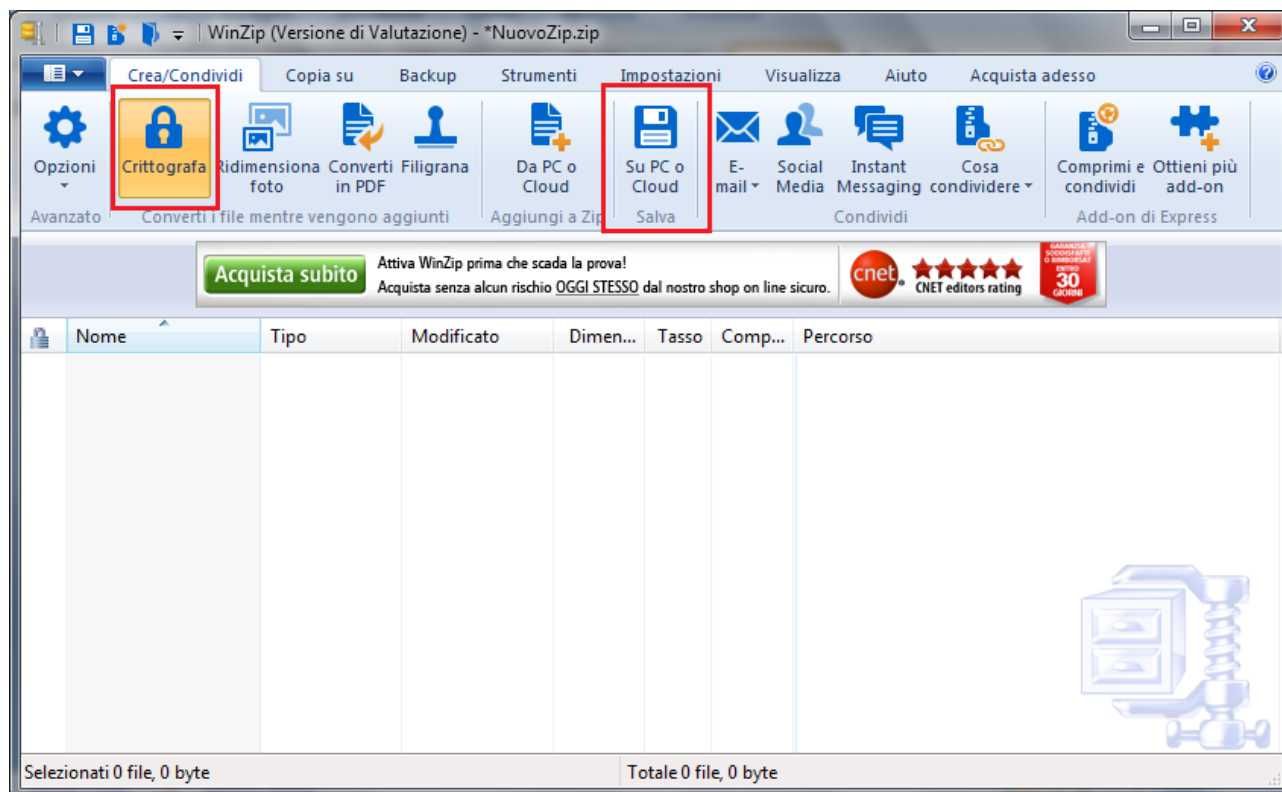 WinZip (Versione di Valutazione) - *NuovoZip.zip
Crea/Condividi Copia su Backup Strumenti Impostazioni Visualizza Aiuto Acquista adesso
Opzioni
Crittografa
Ridimensiona foto
Converti in PDF
Filigrana
Da PC o Cloud
Su PC o Cloud
E-mail
Social Media
Instant Messaging
Cosa condividere
Comprimi e condividi
Ottieni più add-on
Avanzato
Converti i file mentre vengono aggiunti
Aggiungi a Zip
Salva
Condividi
Add-on di Express
Acquista subito
Attiva WinZip prima che scada la prova!
Acquista senza alcun rischio OGGI STESSO dal nostro shop on line sicuro.
cnet
CNET editors rating
GARANZIA
SODDISFATTI
O RIMBORSATI
ENTRO
30
GIORNI
Nome Tipo Modificato Dimen... Tasso Comp... Percorso
Selezionati 0 file, 0 byte
Totale 0 file, 0 byte